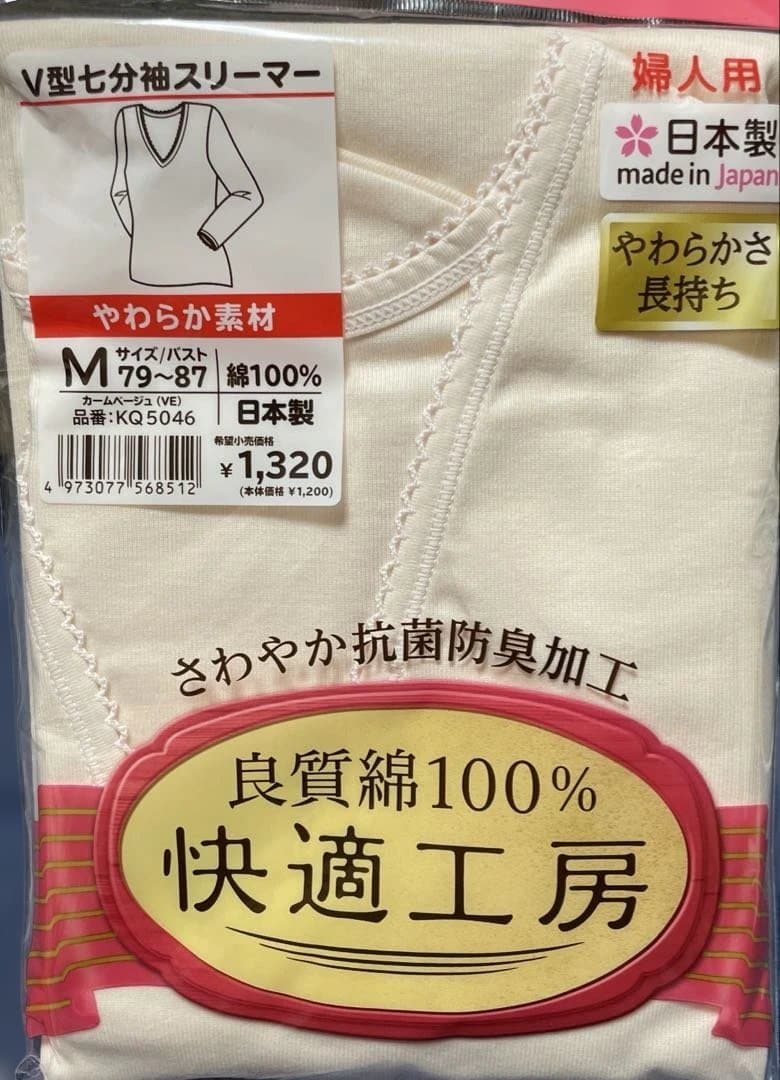 V型七分袖スリーマー
やわらか素材
M サイズ/バスト 79〜87
カームベージュ(VE)
品番:KQ5046
綿100%
日本製
希望小売価格
¥1,320
(本体価格 ¥1,200)
4 973077 568512
婦人用
日本製
made in Japan
やわらかさ
長持ち
さわやか抗菌防臭加工
良質綿100%
快適工房